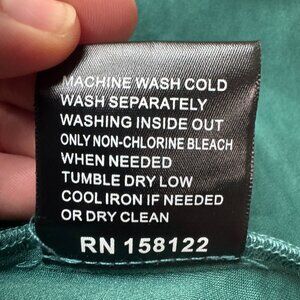 MACHINE WASH COLD
WASH SEPARATELY
WASHING INSIDE OUT
ONLY NON-CHLORINE BLEACH
WHEN NEEDED
TUMBLE DRY LOW
COOL IRON IF NEEDED
OR DRY CLEAN
RN 158122